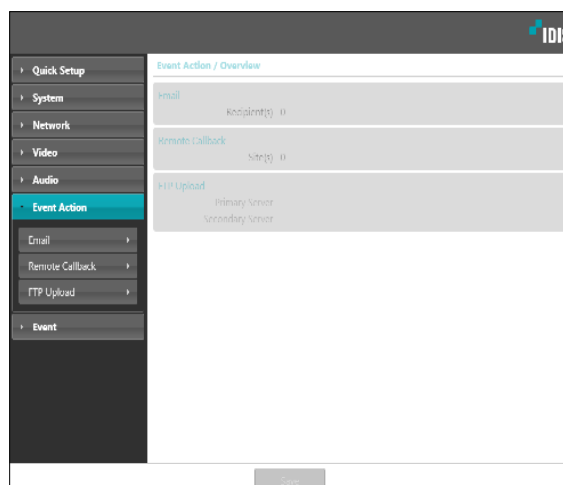 IDIS
Quick Setup
System
Network
Video
Audio
Event Action
Email
Remote Callback
FTP Upload
Event
Event Action / Overview
Email
Recipient(s) 0
Remote Callback
Site(s) 0
FTP Upload
Primary Server
Secondary Server
Save